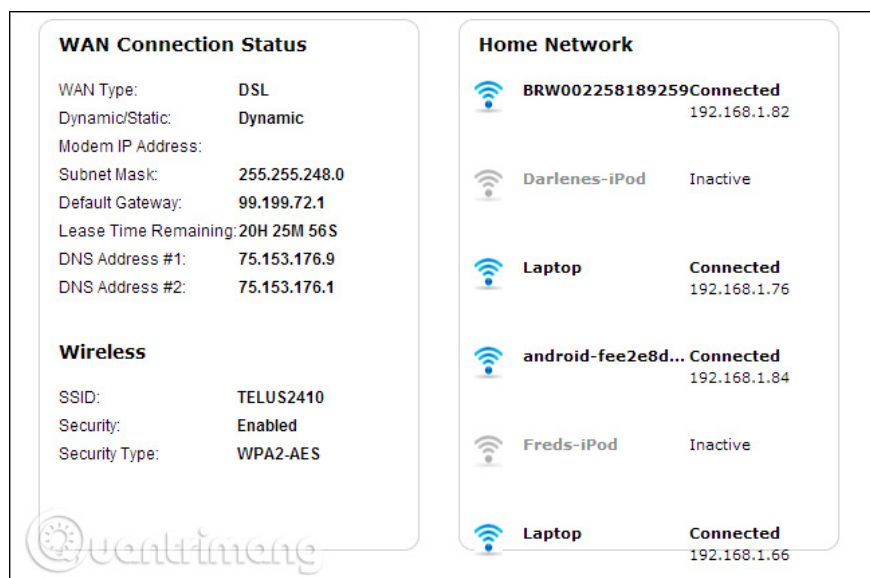 WAN Connection Status
WAN Type: DSL
Dynamic/Static: Dynamic
Modem IP Address:
Subnet Mask: 255.255.248.0
Default Gateway: 99.199.72.1
Lease Time Remaining: 20H 25M 56S
DNS Address #1: 75.153.176.9
DNS Address #2: 75.153.176.1
Wireless
SSID: TELUS2410
Security: Enabled
Security Type: WPA2-AES
Home Network
BRW002258189259 Connected
192.168.1.82
Darlenes-iPod Inactive
Laptop Connected
192.168.1.76
android-fee2e8d... Connected
192.168.1.84
Freds-iPod Inactive
Laptop Connected
192.168.1.66
Quantrimang